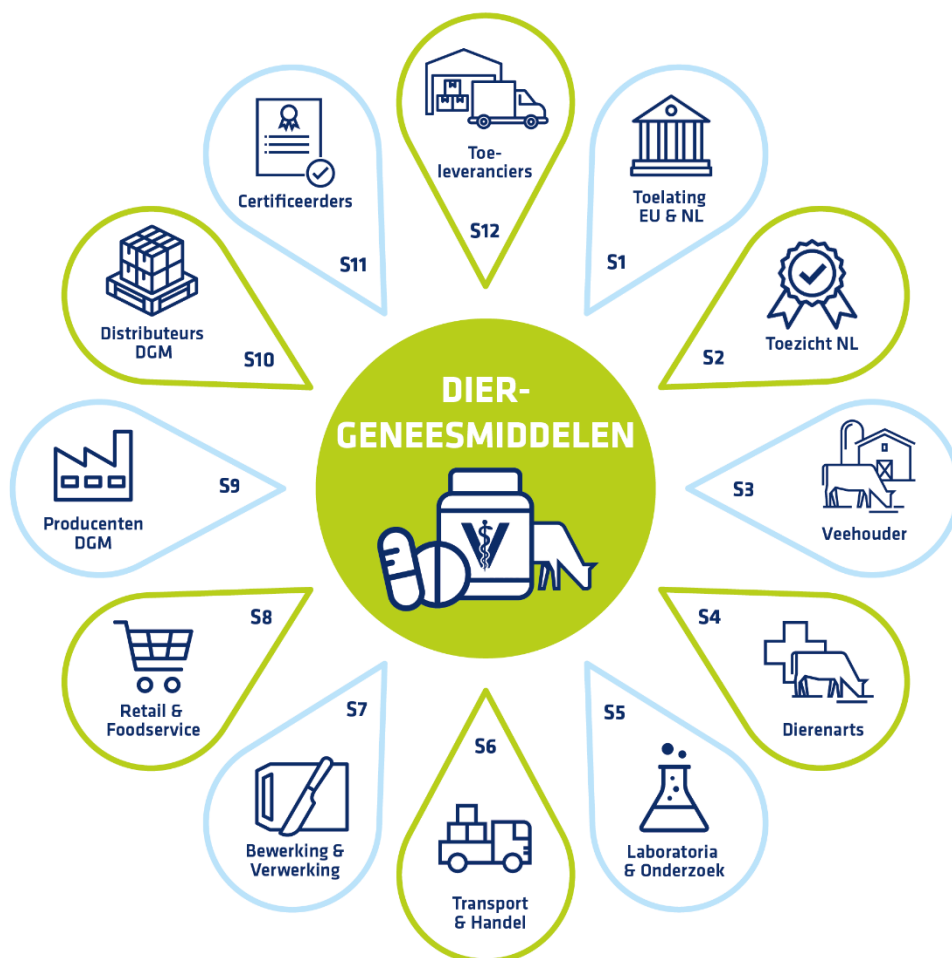 DIER-
GENEESMIDDELEN
Toe-
leveranciers
S12
Toelating
EU & NL
S1
Toezicht NL
S2
Veehouder
S3
Dierenarts
S4
Laboratoria
& Onderzoek
S5
Transport
& Handel
S6
Bewerking &
Verwerking
S7
Retail &
Foodservice
S8
Producenten
DGM
S9
Distributeurs
DGM
S10
Certificeerders
S11
V